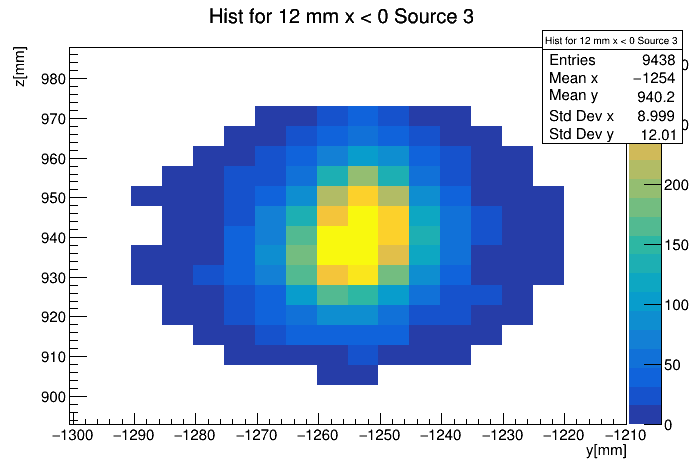 Hist for 12 mm x < 0 Source 3
z[mm]
Hist for 12 mm x < 0 Source 3
Entries 9438
Mean x −1254
Mean y 940.2
Std Dev x 8.999
Std Dev y 12.01
980
970
960
950
940
930
920
910
900
0
0
200
150
100
50
0
−1300 −1290 −1280 −1270 −1260 −1250 −1240 −1230 −1220 −1210
y[mm]